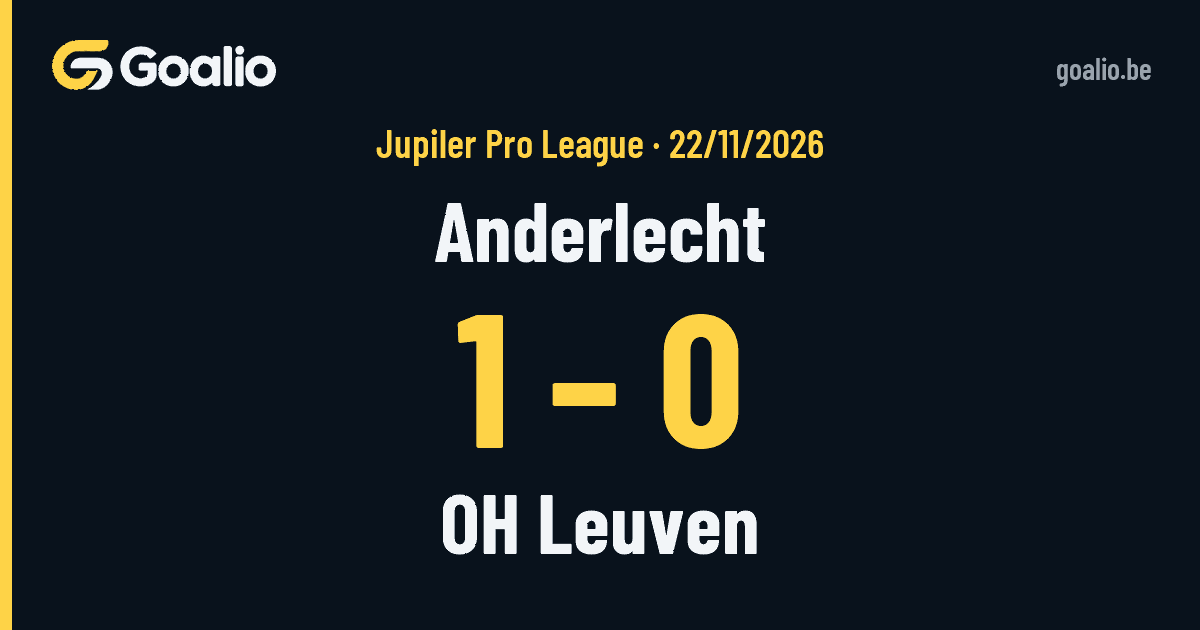 Goalio
goalio.be
Jupiler Pro League · 22/11/2026
Anderlecht
1 – 0
OH Leuven